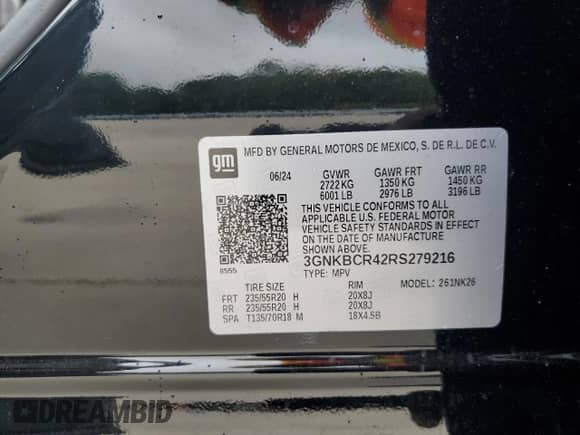 gm
MFD BY GENERAL MOTORS DE MEXICO, S. DE R.L. DE C.V.
06/24 GVWR GAWR FRT GAWR RR
2722 KG 1350 KG 1450 KG
6001 LB 2976 LB 3196 LB
THIS VEHICLE CONFORMS TO ALL
APPLICABLE U.S. FEDERAL MOTOR
VEHICLE SAFETY STANDARDS IN EFFECT
ON THE DATE OF MANUFACTURE
SHOWN ABOVE.
3GNKBCR42RS279216
0555 TYPE: MPV
TIRE SIZE RIM MODEL: 261NK26
FRT 235/55R20 H 20X8J
RR 235/55R20 H 20X8J
SPA T135/70R18 M 18X4.5B
DREAMBID